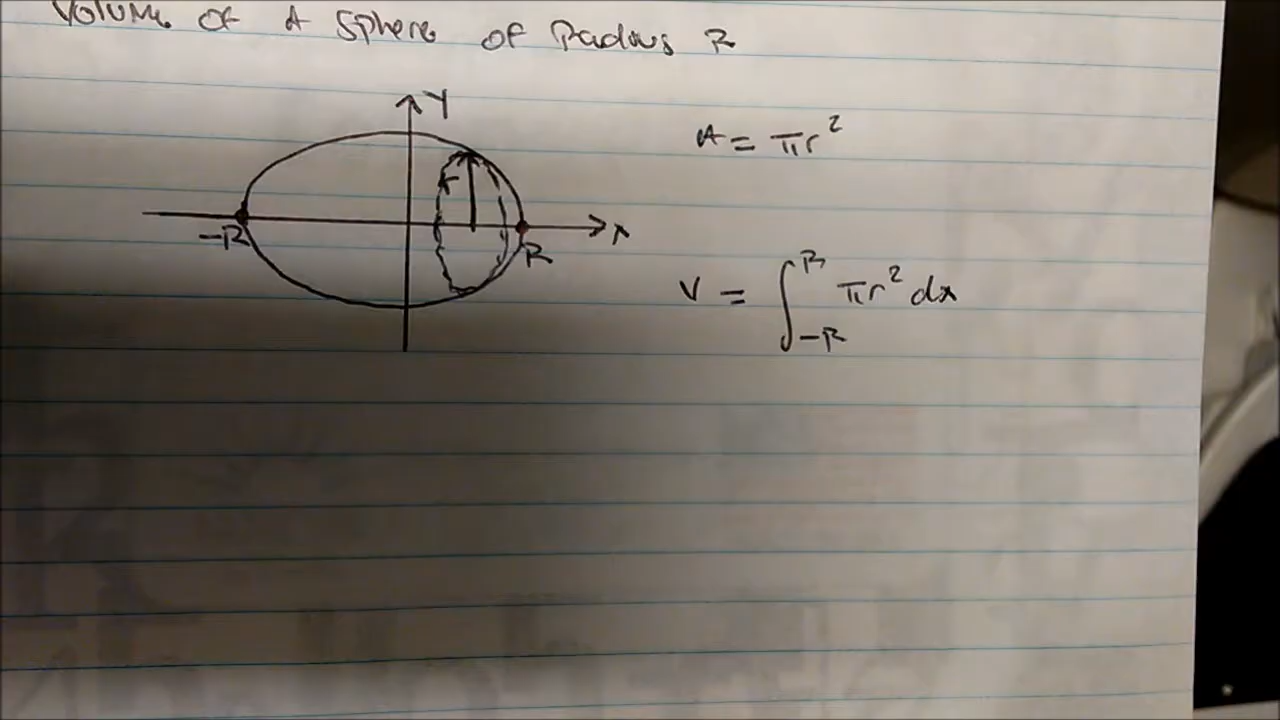 Volume of A Sphere of Radius R
Y
A = πr²
r
-R
R
x
V = ∫_{-R}^{R} πr² dx